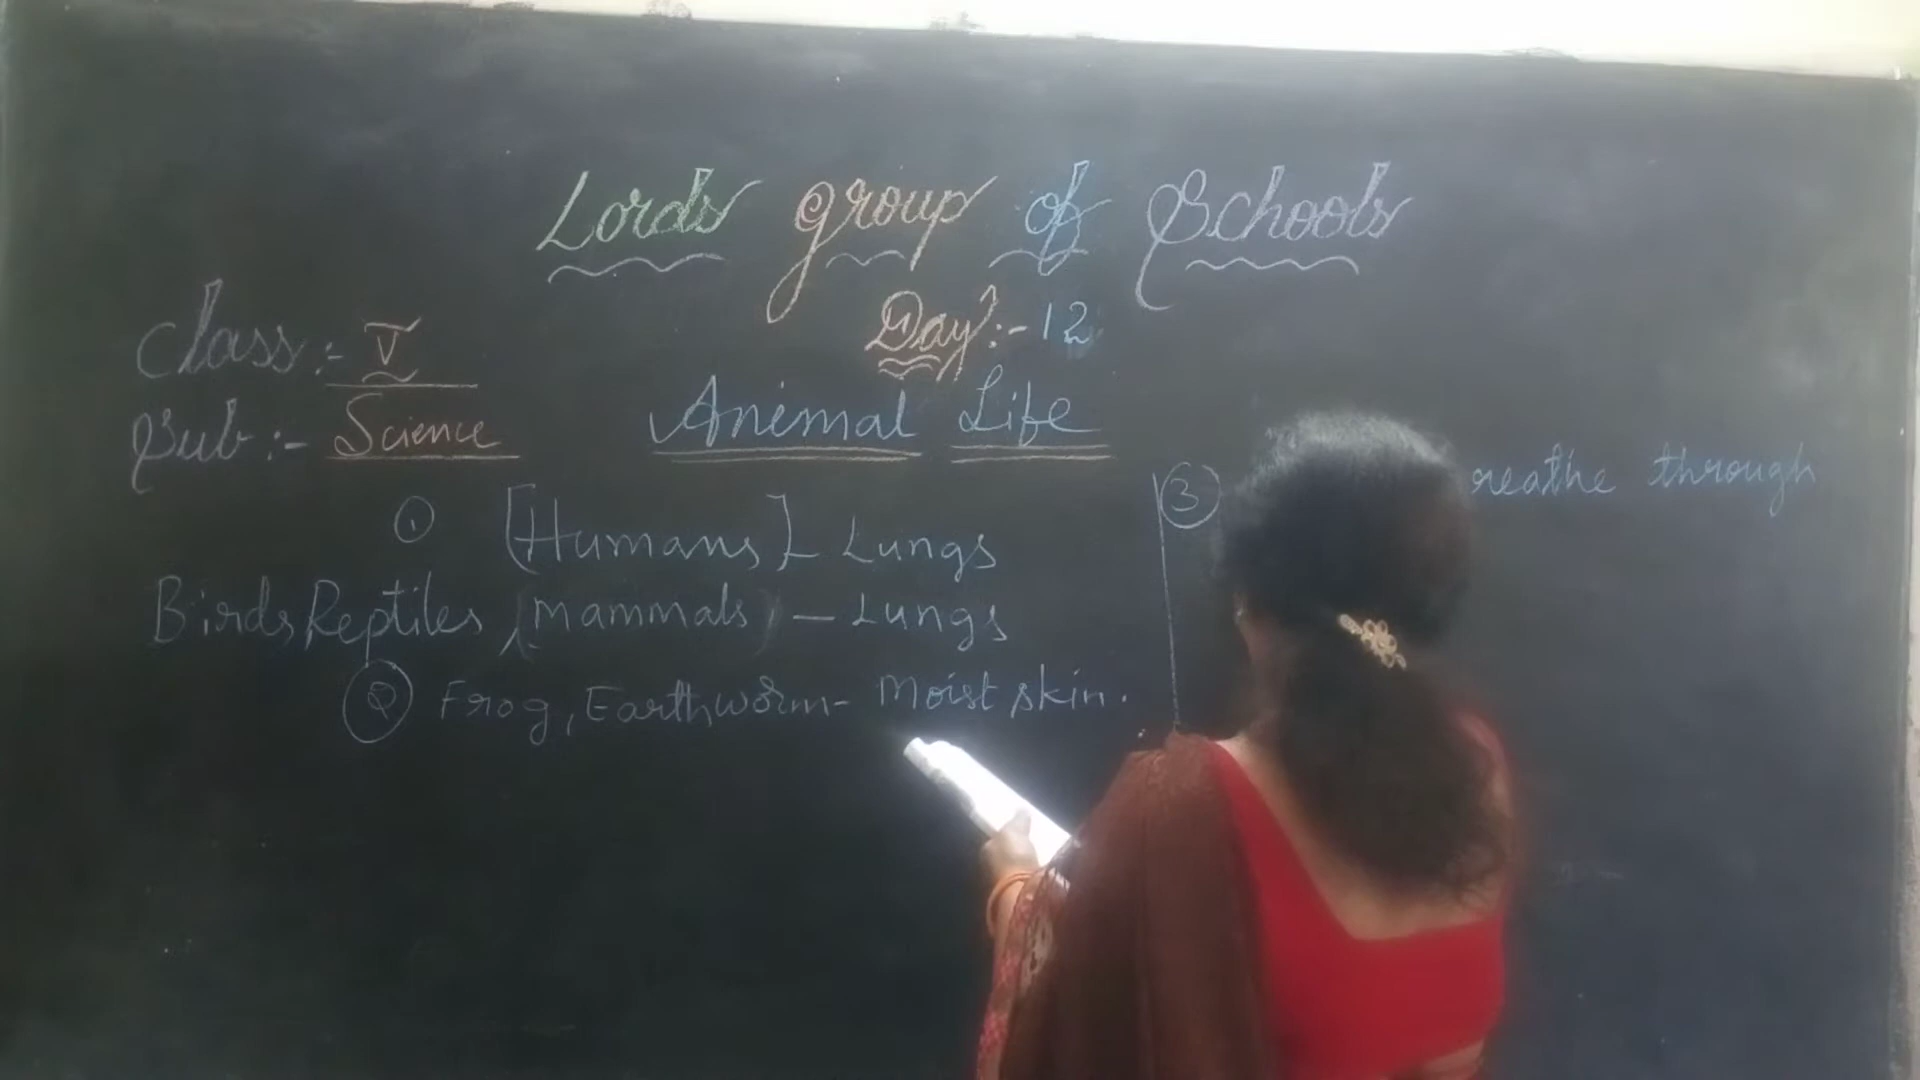 Lords group of Schools
Day:- 12
Class:- V
Sub:- Science
Animal Life
① [Humans]- Lungs
Birds, Reptiles, (mammals) - Lungs
② Frog, Earthworm- Moist skin.
③ reathe through